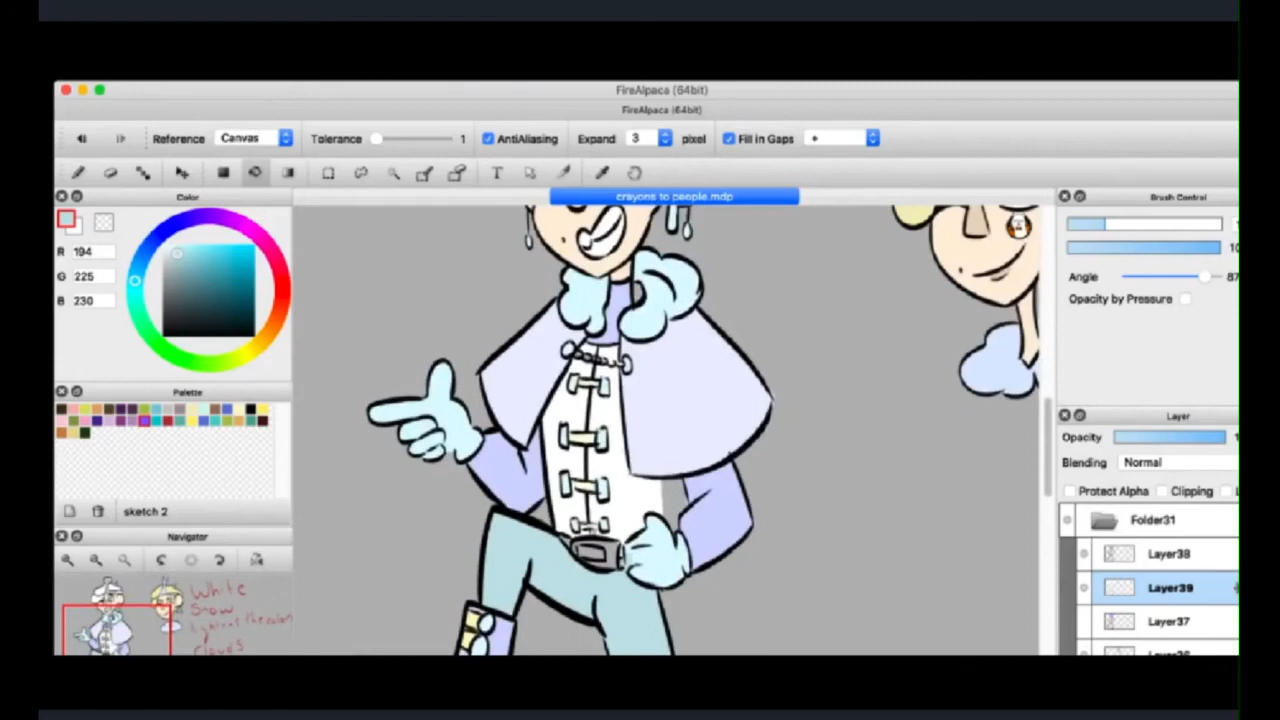 FireAlpaca (64bit)
FireAlpaca (64bit)
Reference Canvas Tolerance 1 AntiAliasing Expand 3 pixel Fill in Gaps +
Color
crayons to people.mdp
Brush Control
R 194
G 225
B 230
Angle 87
Opacity by Pressure
Palette
sketch 2
Navigator
White
Snow
Clouds
Layer
Opacity
Blending Normal
Protect Alpha Clipping
Folder31
Layer38
Layer39
Layer37